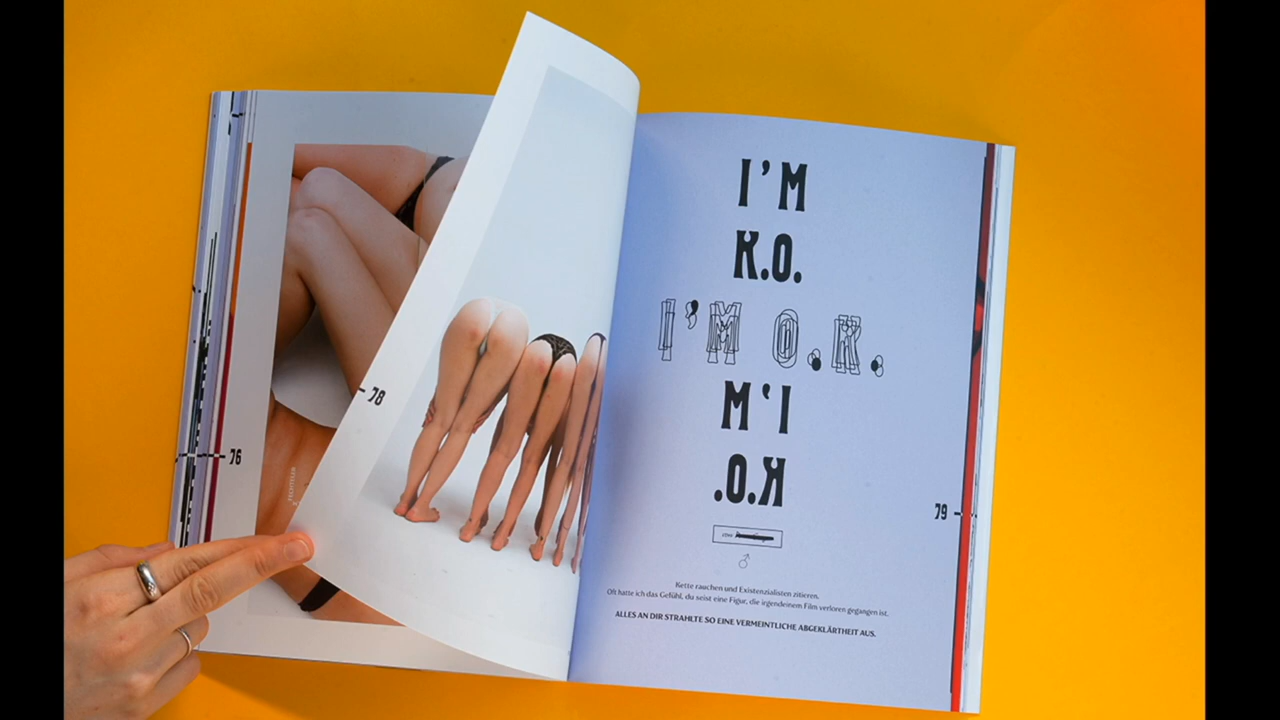 76
78
I'M
K.O.
I'M O.K.
M'I
.O.K
79
Kette rauchen und Existenzialisten zitieren.
Oft hatte ich das Gefühl, du seist eine Figur, die irgendeinem Film verloren gegangen ist.
ALLES AN DIR STRAHLTE SO EINE VERMEINTLICHE ABGEKLÄRTHEIT AUS.